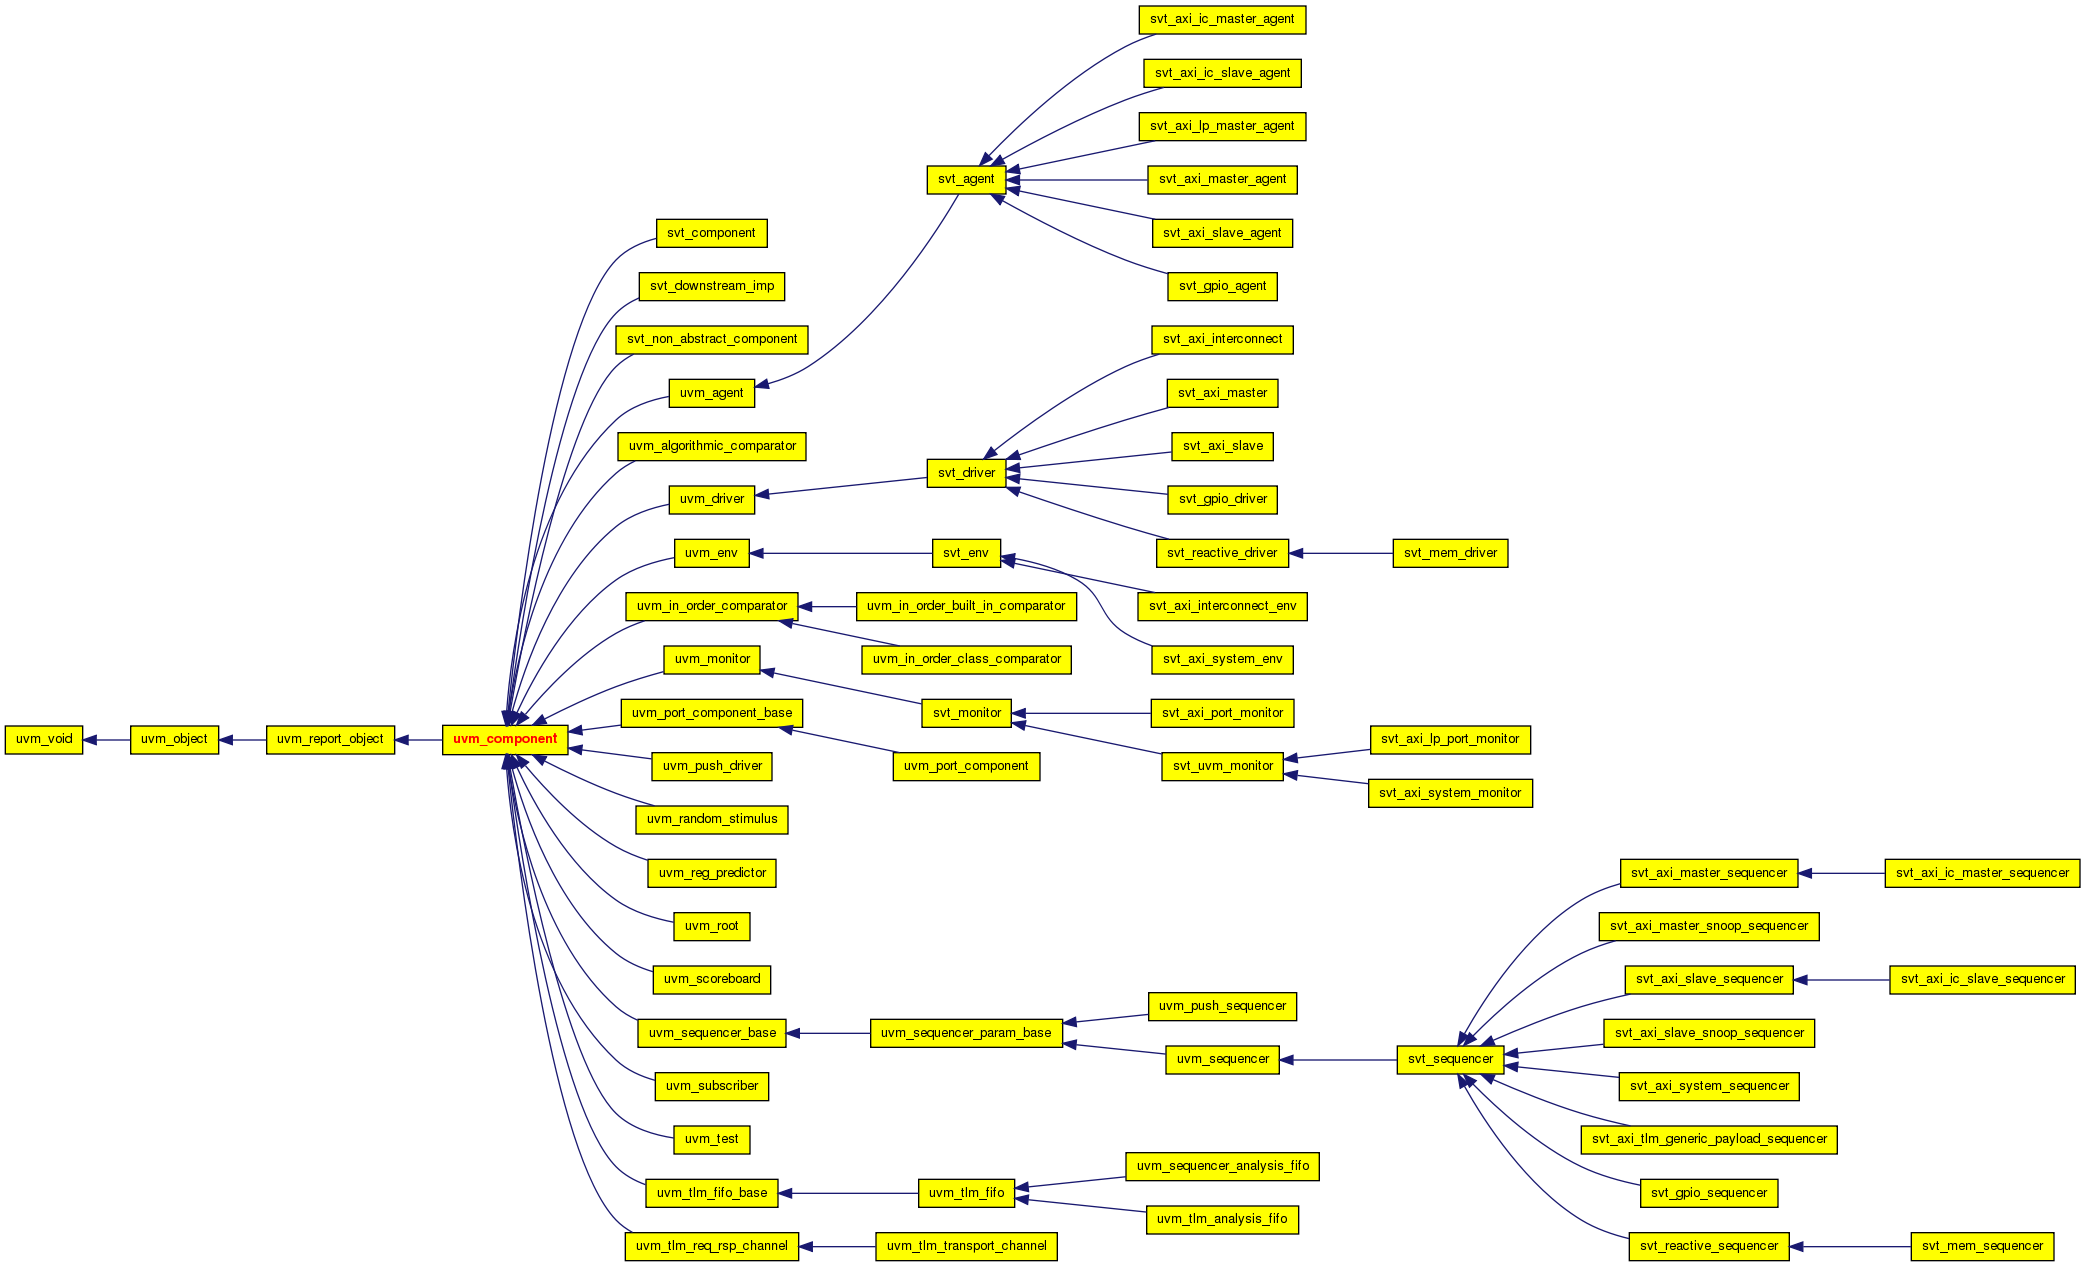 uvm_void
uvm_object
uvm_report_object
uvm_component
svt_component
svt_downstream_imp
svt_non_abstract_component
uvm_agent
uvm_algorithmic_comparator
uvm_driver
uvm_env
uvm_in_order_comparator
uvm_monitor
uvm_port_component_base
uvm_push_driver
uvm_random_stimulus
uvm_reg_predictor
uvm_root
uvm_scoreboard
uvm_sequencer_base
uvm_subscriber
uvm_test
uvm_tlm_fifo_base
uvm_tlm_req_rsp_channel
svt_agent
svt_driver
svt_env
uvm_in_order_built_in_comparator
uvm_in_order_class_comparator
svt_monitor
uvm_port_component
uvm_sequencer_param_base
uvm_tlm_fifo
uvm_tlm_transport_channel
svt_axi_ic_master_agent
svt_axi_ic_slave_agent
svt_axi_lp_master_agent
svt_axi_master_agent
svt_axi_slave_agent
svt_gpio_agent
svt_axi_interconnect
svt_axi_master
svt_axi_slave
svt_gpio_driver
svt_reactive_driver
svt_axi_interconnect_env
svt_axi_system_env
svt_axi_port_monitor
svt_uvm_monitor
uvm_push_sequencer
uvm_sequencer
uvm_sequencer_analysis_fifo
uvm_tlm_analysis_fifo
svt_mem_driver
svt_axi_lp_port_monitor
svt_axi_system_monitor
svt_sequencer
svt_axi_master_sequencer
svt_axi_master_snoop_sequencer
svt_axi_slave_sequencer
svt_axi_slave_snoop_sequencer
svt_axi_system_sequencer
svt_axi_tlm_generic_payload_sequencer
svt_gpio_sequencer
svt_reactive_sequencer
svt_axi_ic_master_sequencer
svt_axi_ic_slave_sequencer
svt_mem_sequencer